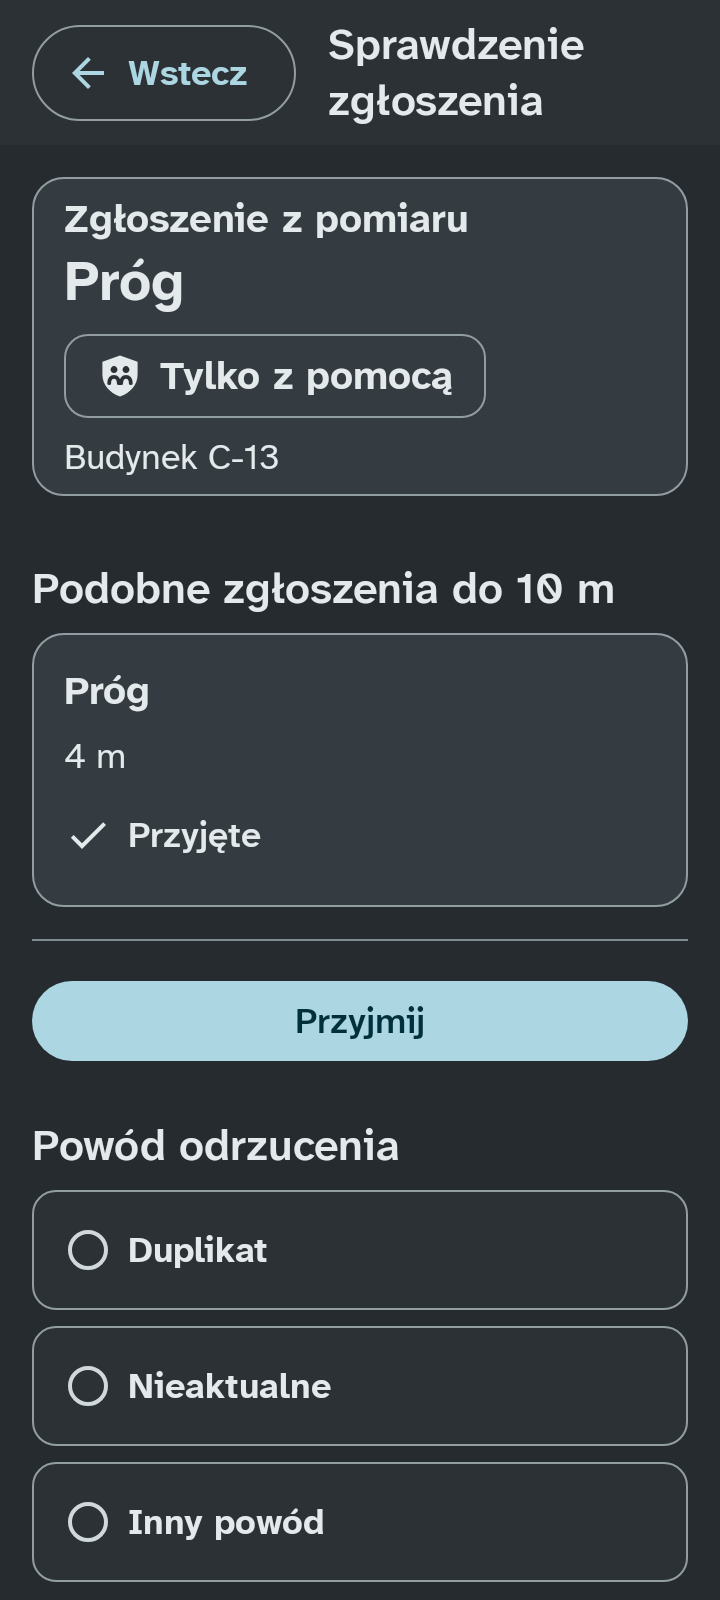 Wstecz
Sprawdzenie
zgłoszenia
Zgłoszenie z pomiaru
Próg
Tylko z pomocą
Budynek C-13
Podobne zgłoszenia do 10 m
Próg
4 m
Przyjęte
Przyjmij
Powód odrzucenia
Duplikat
Nieaktualne
Inny powód